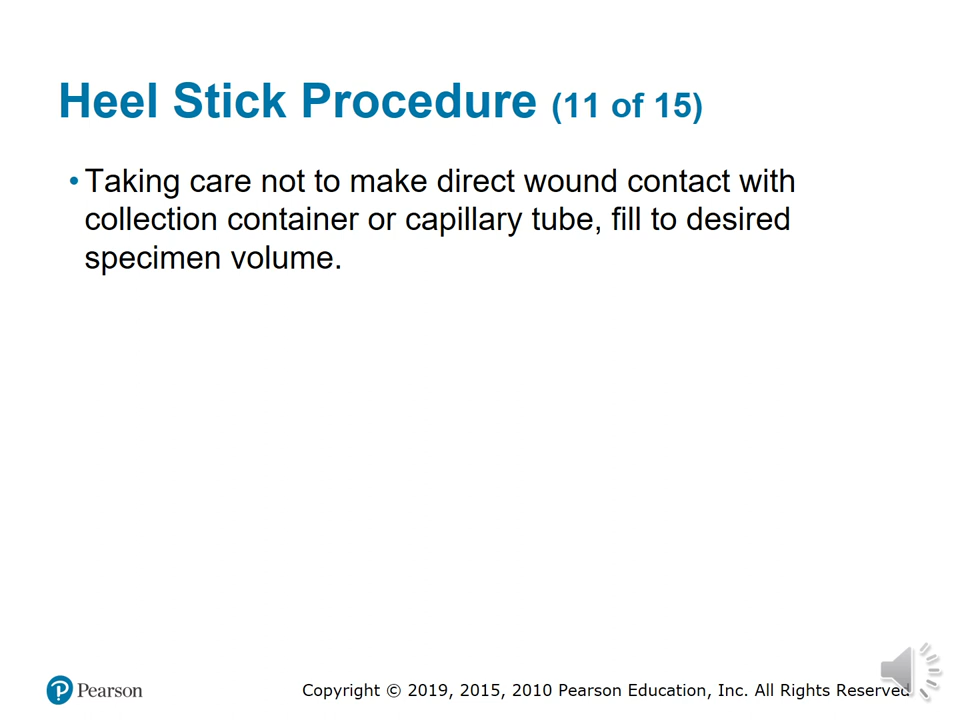 Heel Stick Procedure (11 of 15)
• Taking care not to make direct wound contact with
collection container or capillary tube, fill to desired
specimen volume.
Pearson
Copyright © 2019, 2015, 2010 Pearson Education, Inc. All Rights Reserved